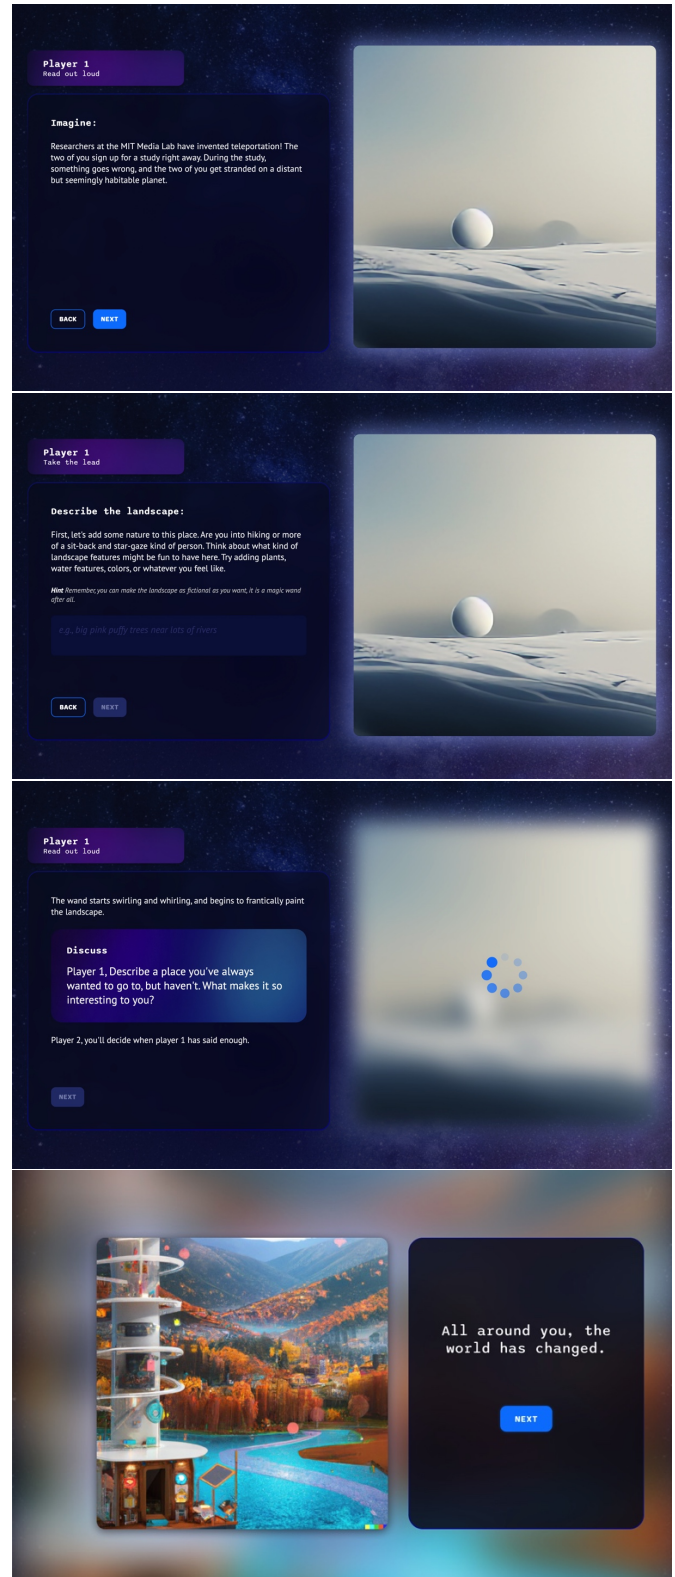 Player 1
Read out loud
Imagine:
Researchers at the MIT Media Lab have invented teleportation! The
two of you sign up for a study right away. During the study,
something goes wrong, and the two of you get stranded on a distant
but seemingly habitable planet.
BACK
NEXT
Player 1
Take the lead
Describe the landscape:
First, let's add some nature to this place. Are you into hiking or more
of a sit-back and star-gaze kind of person. Think about what kind of
landscape features might be fun to have here. Try adding plants,
water features, colors, or whatever you feel like.
Hint Remember, you can make the landscape as fictional as you want, it is a magic wand
after all.
e.g., big pink puffy trees near lots of rivers
BACK
NEXT
Player 1
Read out loud
The wand starts swirling and whirling, and begins to frantically paint
the landscape.
Discuss
Player 1, Describe a place you've always
wanted to go to, but haven't. What makes it so
interesting to you?
Player 2, you'll decide when player 1 has said enough.
NEXT
All around you, the
world has changed.
NEXT